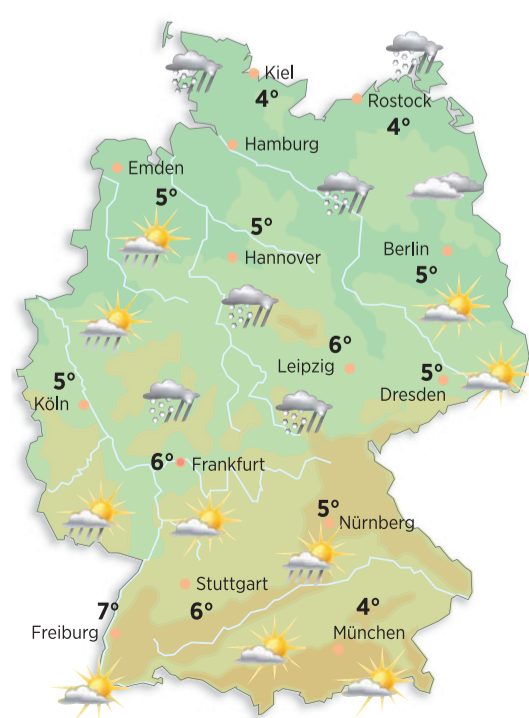 Kiel
4°
Rostock
4°
Hamburg
Emden
5°
5°
Hannover
Berlin
5°
6°
Leipzig
5°
Dresden
5°
Köln
6° Frankfurt
5°
Nürnberg
Stuttgart
6°
7°
Freiburg
4°
München